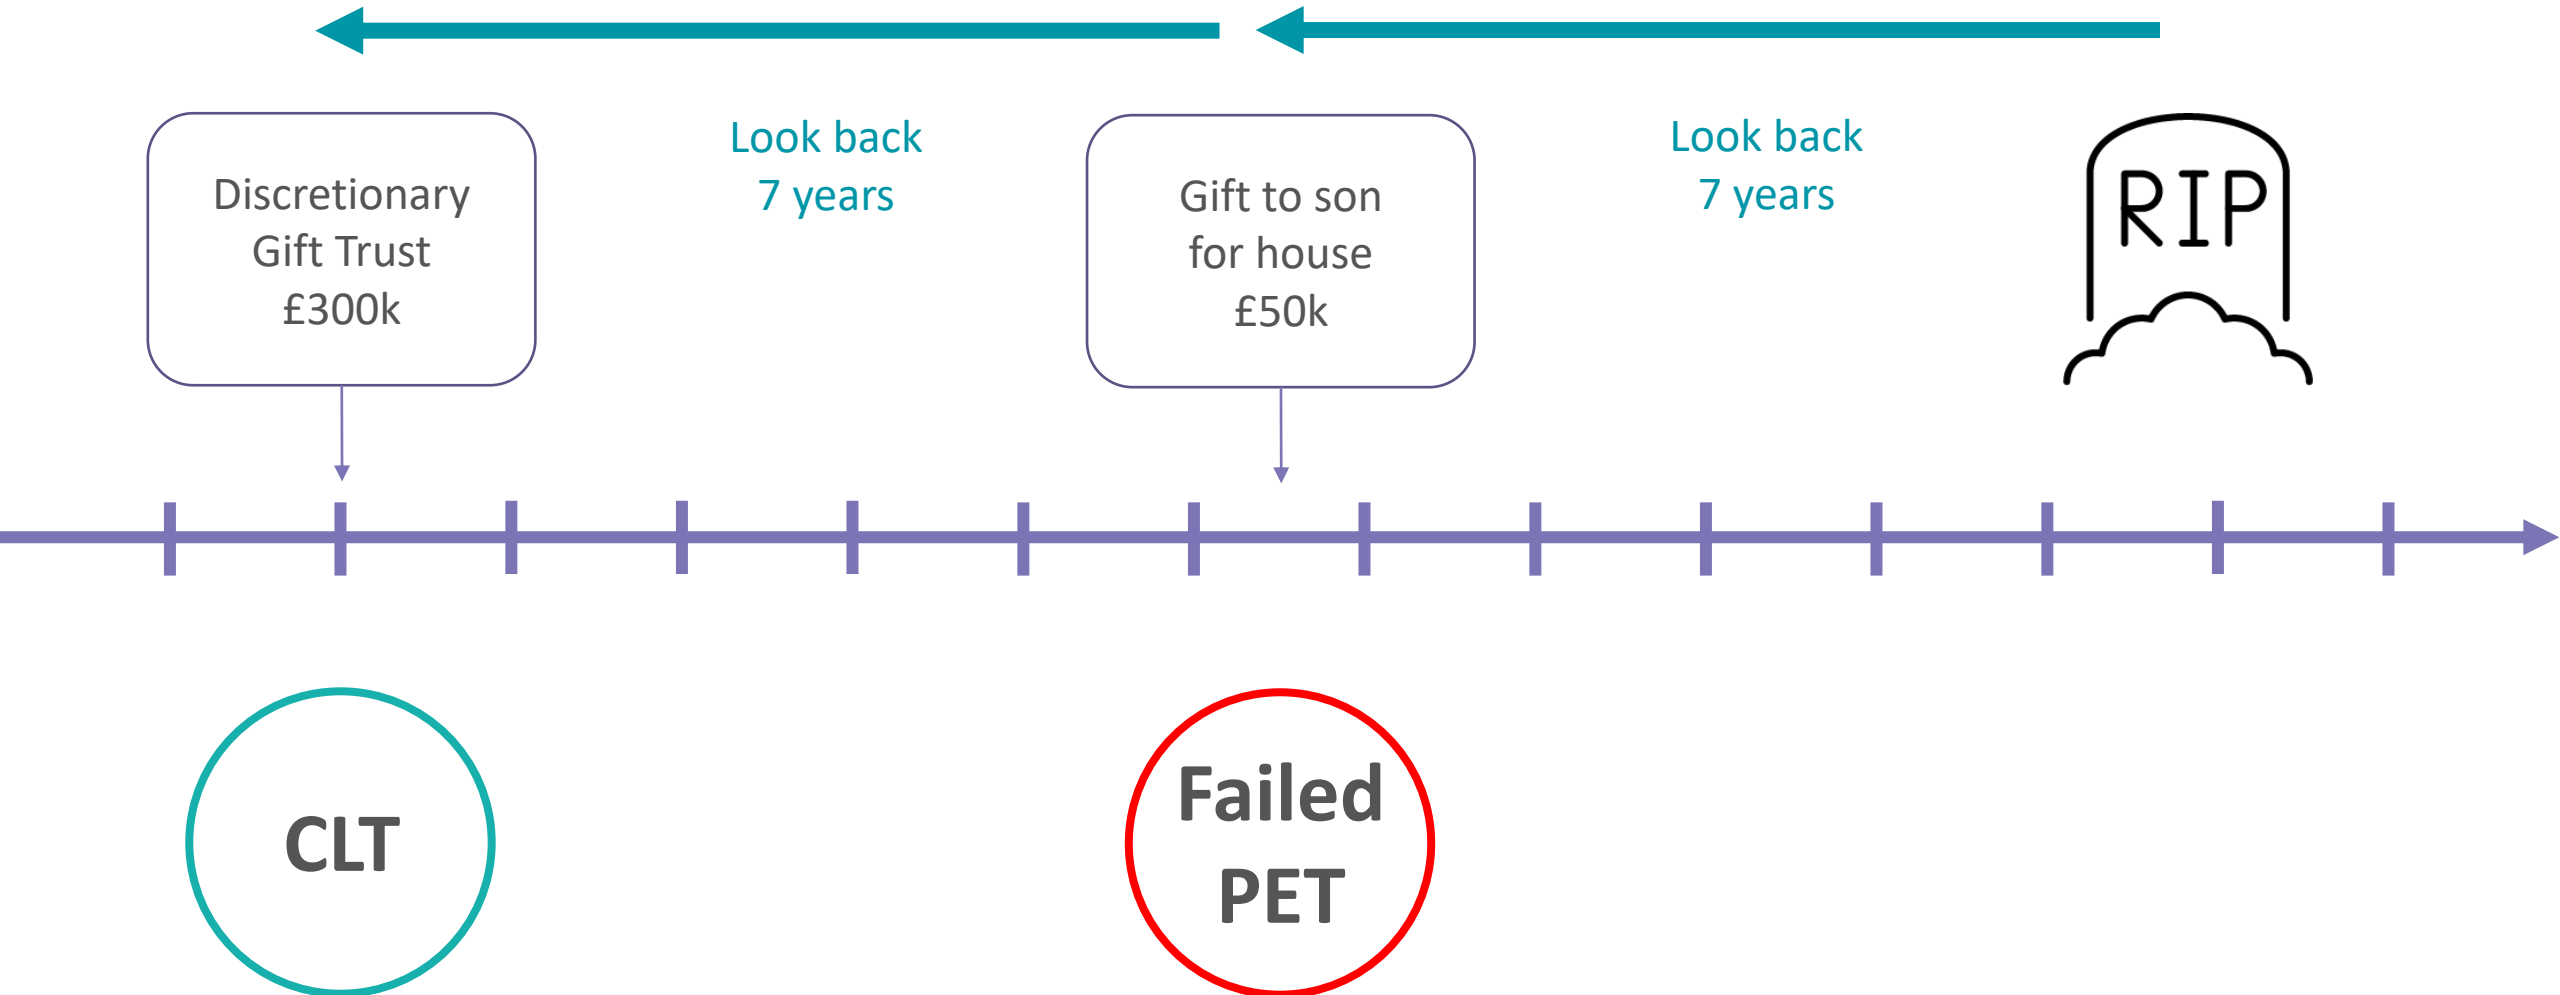 Discretionary
Gift Trust
£300k
Look back
7 years
Gift to son
for house
£50k
Look back
7 years
RIP
CLT
Failed
PET